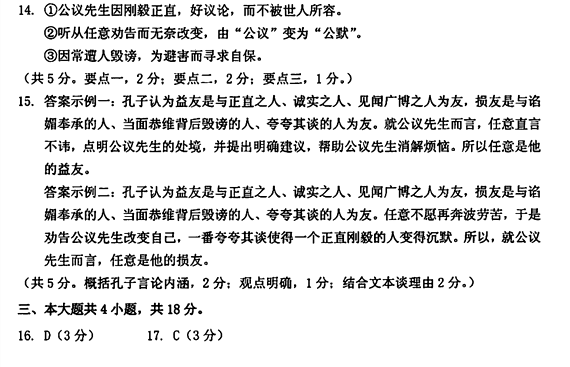 14. ①公议先生因刚毅正直，好议论，而不被世人所容。
②听从任意劝告而无奈改变，由“公议”变为“公默”。
③因常遭人毁谤，为避害而寻求自保。
（共5分。要点一，2分；要点二，2分；要点三，1分。）
15. 答案示例一：孔子认为益友是与正直之人、诚实之人、见闻广博之人为友，损友是与谄
媚奉承的人、当面恭维背后毁谤的人、夸夸其谈的人为友。就公议先生而言，任意直言
不讳，点明公议先生的处境，并提出明确建议，帮助公议先生消解烦恼。所以任意是他
的益友。
答案示例二：孔子认为益友是与正直之人、诚实之人、见闻广博之人为友，损友是与谄
媚奉承的人、当面恭维背后毁谤的人、夸夸其谈的人为友。任意不愿再奔波劳苦，于是
劝告公议先生改变自己，一番夸夸其谈使得一个正直刚毅的人变得沉默。所以，就公议
先生而言，任意是他的损友。
（共5分。概括孔子言论内涵，2分；观点明确，1分；结合文本谈理由2分。）
三、本大题共4小题，共18分。
16. D（3分） 17. C（3分）